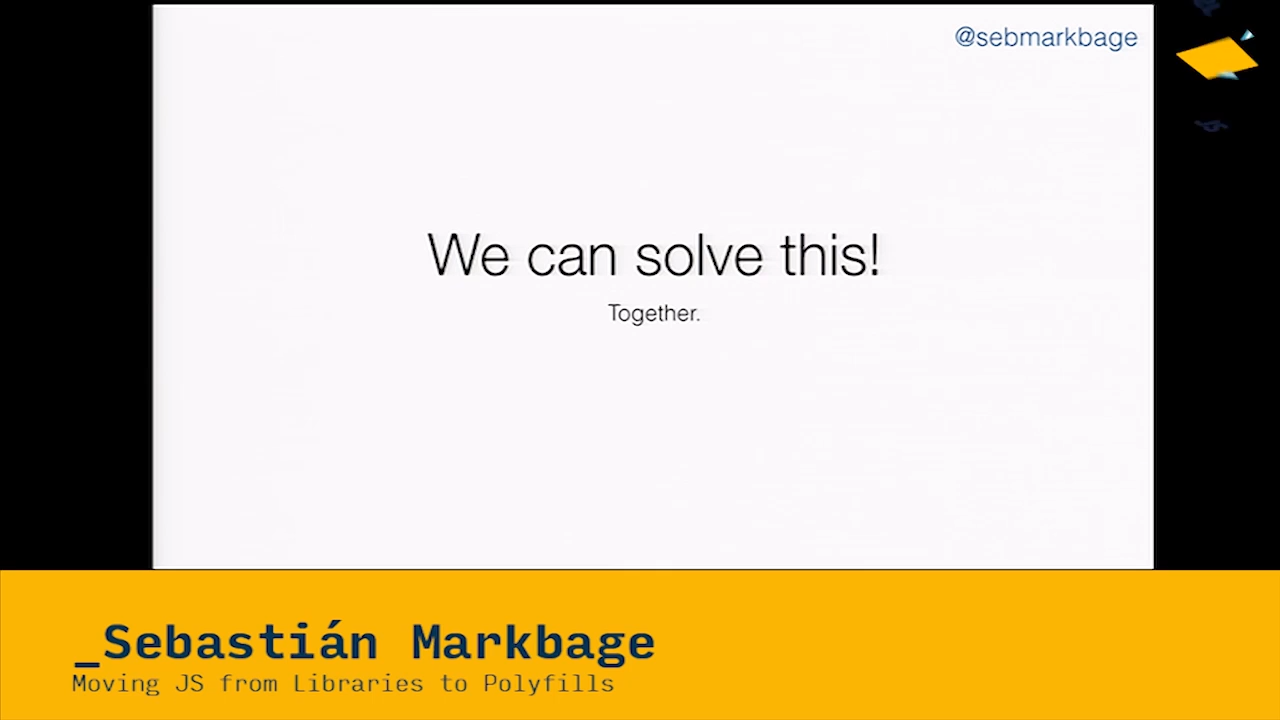 @sebmarkbage
We can solve this!
Together.
_Sebastián Markbage
Moving JS from Libraries to Polyfills